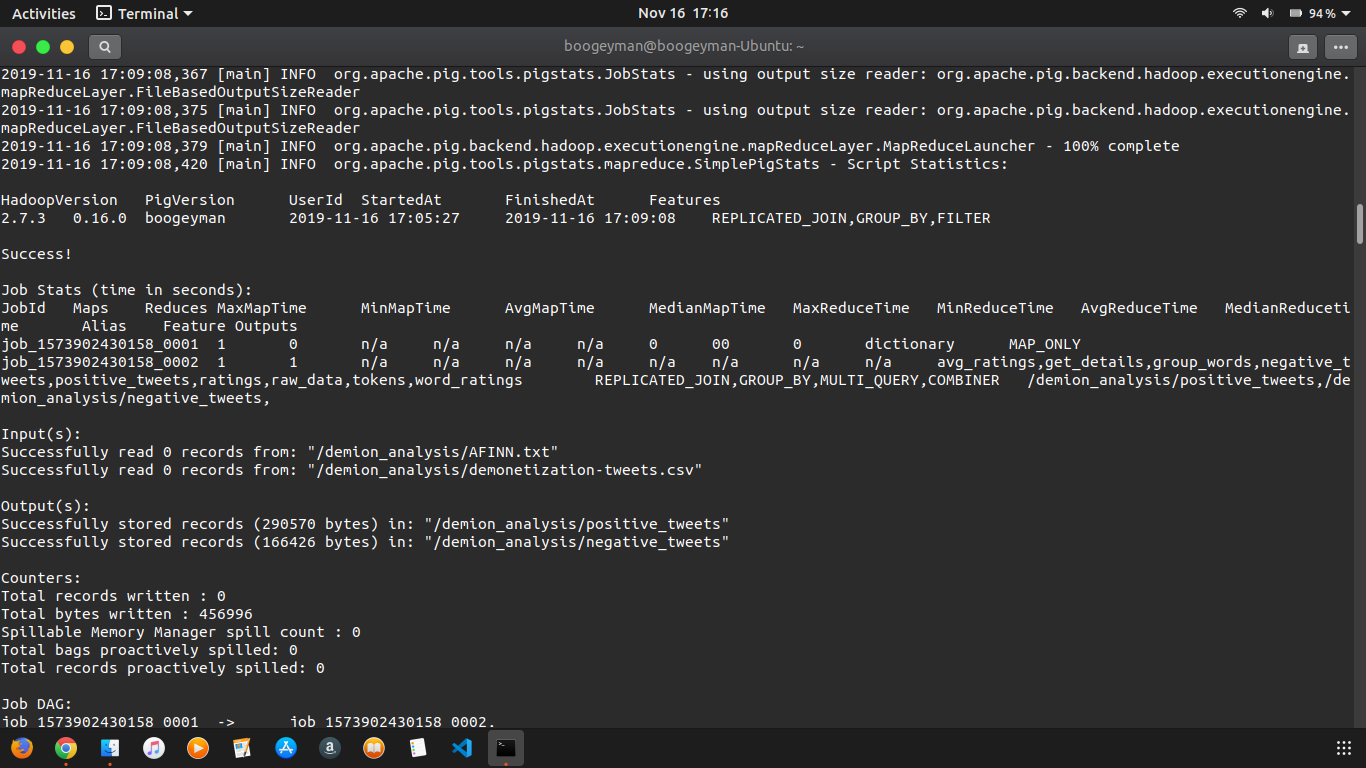 Activities Terminal Nov 16 17:16 94%
boogeyman@boogeyman-Ubuntu: ~
2019-11-16 17:09:08,367 [main] INFO  org.apache.pig.tools.pigstats.JobStats - using output size reader: org.apache.pig.backend.hadoop.executionengine.
mapReduceLayer.FileBasedOutputSizeReader
2019-11-16 17:09:08,375 [main] INFO  org.apache.pig.tools.pigstats.JobStats - using output size reader: org.apache.pig.backend.hadoop.executionengine.
mapReduceLayer.FileBasedOutputSizeReader
2019-11-16 17:09:08,379 [main] INFO  org.apache.pig.backend.hadoop.executionengine.mapReduceLayer.MapReduceLauncher - 100% complete
2019-11-16 17:09:08,420 [main] INFO  org.apache.pig.tools.pigstats.mapreduce.SimplePigStats - Script Statistics:
HadoopVersion   PigVersion      UserId  StartedAt       FinishedAt      Features
2.7.3   0.16.0  boogeyman       2019-11-16 17:05:27     2019-11-16 17:09:08    REPLICATED_JOIN,GROUP_BY,FILTER
Success!
Job Stats (time in seconds):
JobId   Maps    Reduces MaxMapTime      MinMapTime      AvgMapTime      MedianMapTime   MaxReduceTime   MinReduceTime   AvgReduceTime   MedianReduceti
me       Alias    Feature Outputs
job_1573902430158_0001  1       0       n/a     n/a     n/a     n/a     0      00       0       dictionary      MAP_ONLY
job_1573902430158_0002  1       1       n/a     n/a     n/a     n/a     n/a    n/a      n/a     n/a     avg_ratings,get_details,group_words,negative_t
weets,positive_tweets,ratings,raw_data,tokens,word_ratings        REPLICATED_JOIN,GROUP_BY,MULTI_QUERY,COMBINER   /demion_analysis/positive_tweets,/de
mion_analysis/negative_tweets,
Input(s):
Successfully read 0 records from: "/demion_analysis/AFINN.txt"
Successfully read 0 records from: "/demion_analysis/demonetization-tweets.csv"
Output(s):
Successfully stored records (290570 bytes) in: "/demion_analysis/positive_tweets"
Successfully stored records (166426 bytes) in: "/demion_analysis/negative_tweets"
Counters:
Total records written : 0
Total bytes written : 456996
Spillable Memory Manager spill count : 0
Total bags proactively spilled: 0
Total records proactively spilled: 0
Job DAG:
job_1573902430158_0001  ->      job_1573902430158_0002,